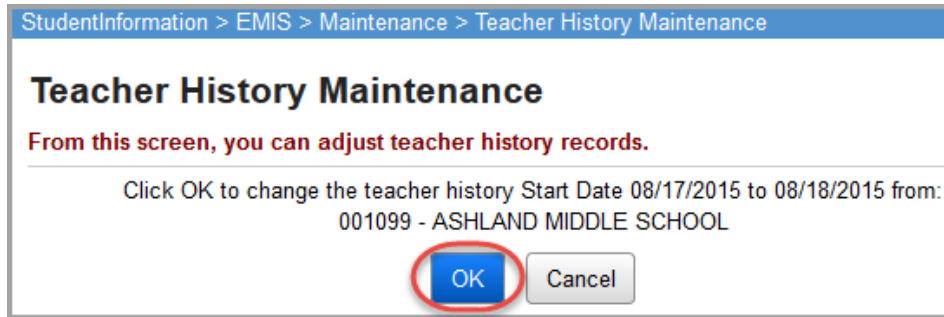 StudentInformation > EMIS > Maintenance > Teacher History Maintenance
Teacher History Maintenance
From this screen, you can adjust teacher history records.
Click OK to change the teacher history Start Date 08/17/2015 to 08/18/2015 from:
001099 - ASHLAND MIDDLE SCHOOL
OK Cancel